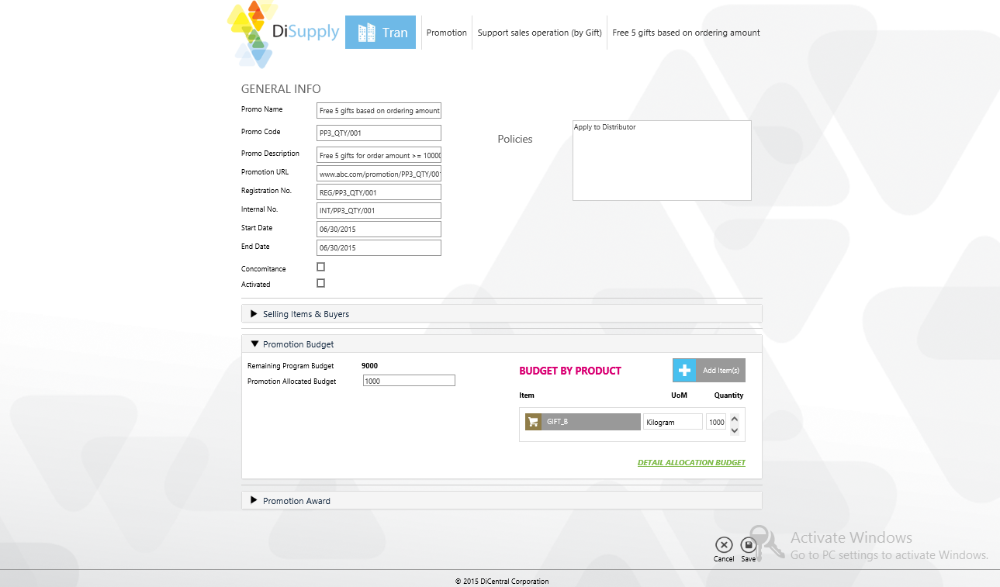 DiSupply
Tran
Promotion
Support sales operation (by Gift)
Free 5 gifts based on ordering amount
GENERAL INFO
Promo Name
Free 5 gifts based on ordering amount
Promo Code
PP3_QTY/001
Promo Description
Free 5 gifts for order amount >= 10000
Promotion URL
www.abc.com/promotion/PP3_QTY/001
Registration No.
REG/PP3_QTY/001
Internal No.
INT/PP3_QTY/001
Start Date
06/30/2015
End Date
06/30/2015
Concomitance
Activated
Policies
Apply to Distributor
Selling Items & Buyers
Promotion Budget
Remaining Program Budget 9000
Promotion Allocated Budget 1000
BUDGET BY PRODUCT
Add Item(s)
Item UoM Quantity
GIFT_B Kilogram 1000
DETAIL ALLOCATION BUDGET
Promotion Award
Cancel Save
Activate Windows
Go to PC settings to activate Windows.
© 2015 DiCentral Corporation